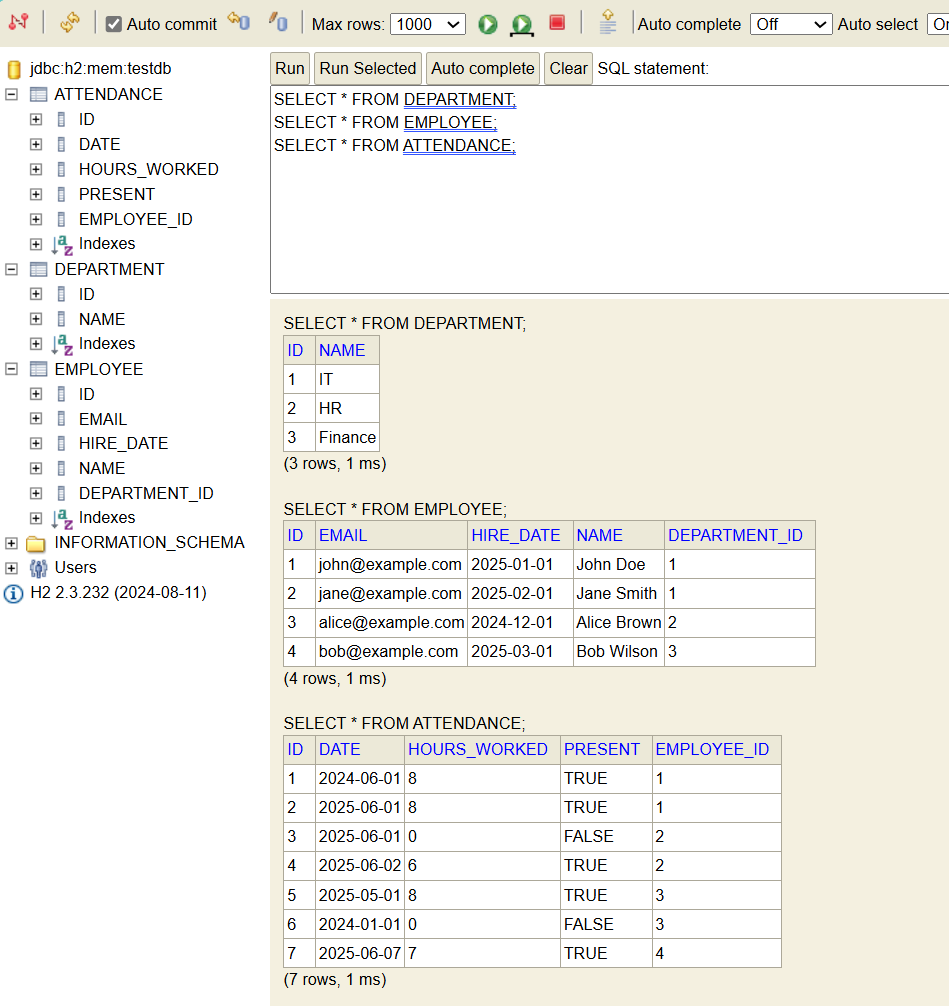 Auto commit Max rows: 1000 Auto complete Off Auto select On
jdbc:h2:mem:testdb
ATTENDANCE
ID
DATE
HOURS_WORKED
PRESENT
EMPLOYEE_ID
Indexes
DEPARTMENT
ID
NAME
Indexes
EMPLOYEE
ID
EMAIL
HIRE_DATE
NAME
DEPARTMENT_ID
Indexes
INFORMATION_SCHEMA
Users
H2 2.3.232 (2024-08-11)
Run Run Selected Auto complete Clear SQL statement:
SELECT * FROM DEPARTMENT;
SELECT * FROM EMPLOYEE;
SELECT * FROM ATTENDANCE;
SELECT * FROM DEPARTMENT;
ID NAME
1 IT
2 HR
3 Finance
(3 rows, 1 ms)
SELECT * FROM EMPLOYEE;
ID EMAIL HIRE_DATE NAME DEPARTMENT_ID
1 john@example.com 2025-01-01 John Doe 1
2 jane@example.com 2025-02-01 Jane Smith 1
3 alice@example.com 2024-12-01 Alice Brown 2
4 bob@example.com 2025-03-01 Bob Wilson 3
(4 rows, 1 ms)
SELECT * FROM ATTENDANCE;
ID DATE HOURS_WORKED PRESENT EMPLOYEE_ID
1 2024-06-01 8 TRUE 1
2 2025-06-01 8 TRUE 1
3 2025-06-01 0 FALSE 2
4 2025-06-02 6 TRUE 2
5 2025-05-01 8 TRUE 3
6 2024-01-01 0 FALSE 3
7 2025-06-07 7 TRUE 4
(7 rows, 1 ms)